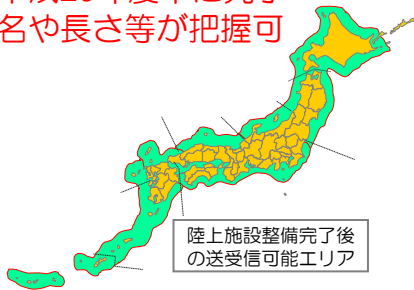 名や長さ等が把握可
陸上施設整備完了後
の送受信可能エリア